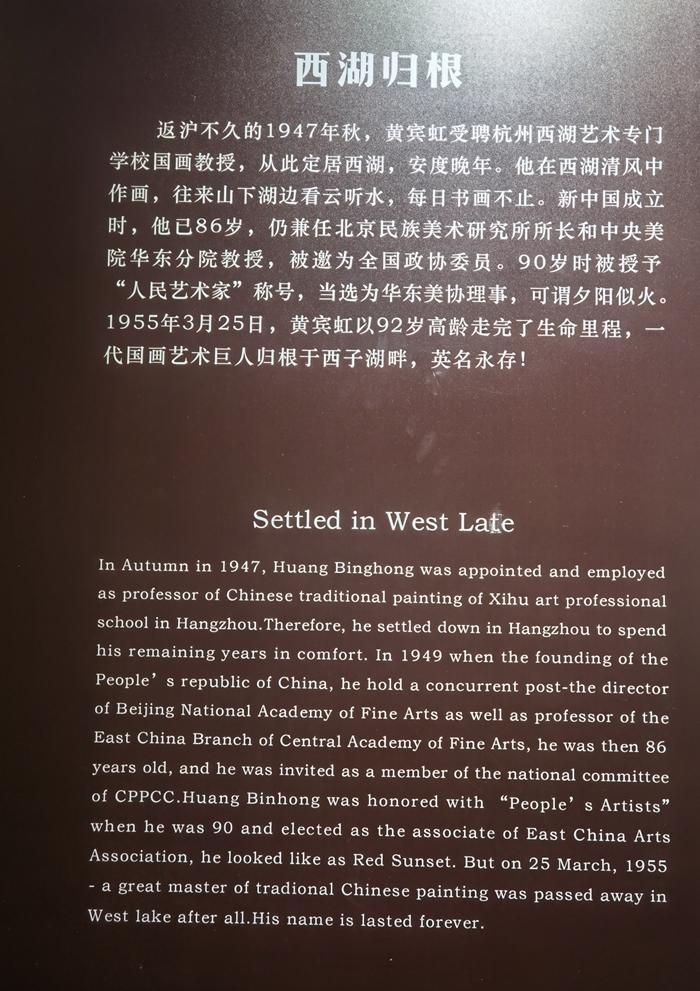 西湖归根
返沪不久的1947年秋，黄宾虹受聘杭州西湖艺术专门
学校国画教授，从此定居西湖，安度晚年。他在西湖清风中
作画，往来山下湖边看云听水，每日书画不止。新中国成立
时，他已86岁，仍兼任北京民族美术研究所所长和中央美
院华东分院教授，被邀为全国政协委员。90岁时被授予
“人民艺术家”称号，当选为华东美协理事，可谓夕阳似火。
1955年3月25日，黄宾虹以92岁高龄走完了生命里程，一
代国画艺术巨人归根于西子湖畔，英名永存！
Settled in West Late
In Autumn in 1947, Huang Binghong was appointed and employed
as professor of Chinese traditional painting of Xihu art professional
school in Hangzhou.Therefore, he settled down in Hangzhou to spend
his remaining years in comfort. In 1949 when the founding of the
People’s republic of China, he hold a concurrent post-the director
of Beijing National Academy of Fine Arts as well as professor of the
East China Branch of Central Academy of Fine Arts, he was then 86
years old, and he was invited as a member of the national committee
of CPPCC.Huang Binhong was honored with “People’s Artists”
when he was 90 and elected as the associate of East China Arts
Association, he looked like as Red Sunset. But on 25 March, 1955
- a great master of tradional Chinese painting was passed away in
West lake after all.His name is lasted forever.